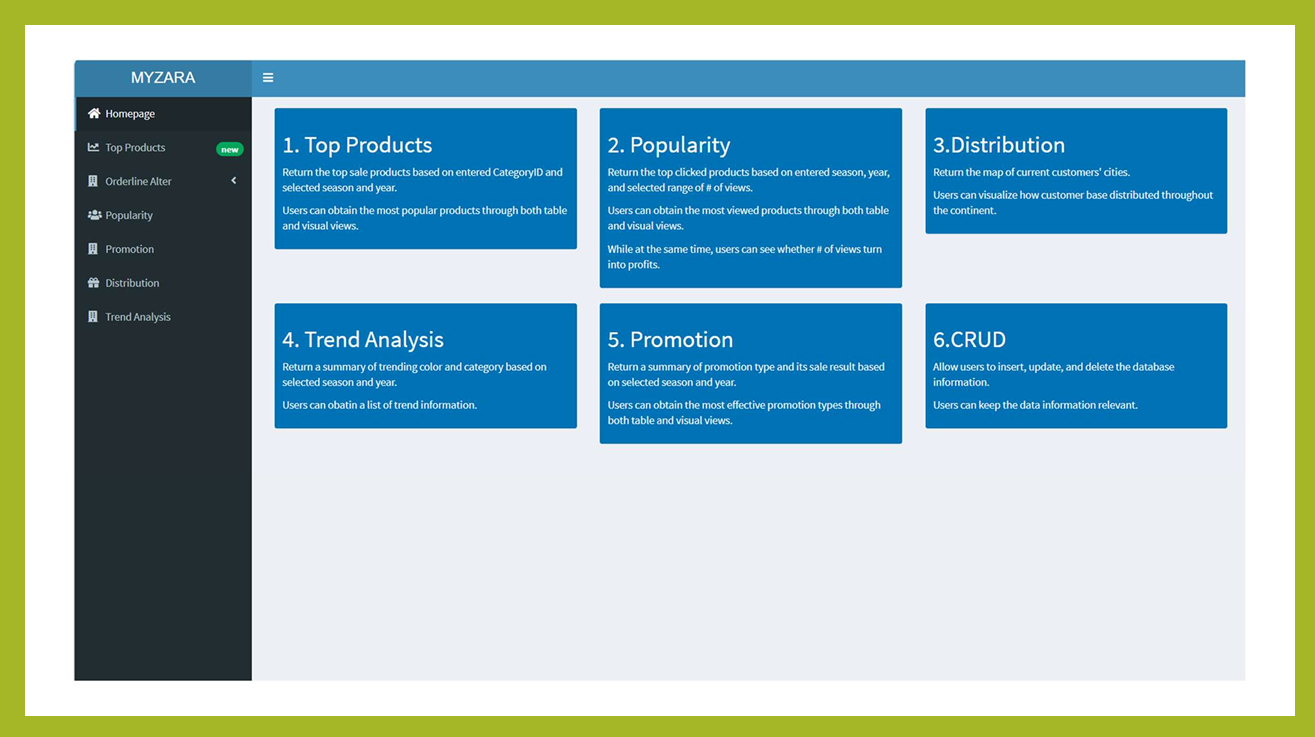 MYZARA
Homepage
Top Products new
Orderline Alter
Popularity
Promotion
Distribution
Trend Analysis
1. Top Products
Return the top sale products based on entered CategoryID and
selected season and year.
Users can obtain the most popular products through both table
and visual views.
2. Popularity
Return the top clicked products based on entered season, year,
and selected range of # of views.
Users can obtain the most viewed products through both table
and visual views.
While at the same time, users can see whether # of views turn
into profits.
3.Distribution
Return the map of current customers' cities.
Users can visualize how customer base distributed throughout
the continent.
4. Trend Analysis
Return a summary of trending color and category based on
selected season and year.
Users can obatin a list of trend information.
5. Promotion
Return a summary of promotion type and its sale result based
on selected season and year.
Users can obtain the most effective promotion types through
both table and visual views.
6.CRUD
Allow users to insert, update, and delete the database
information.
Users can keep the data information relevant.